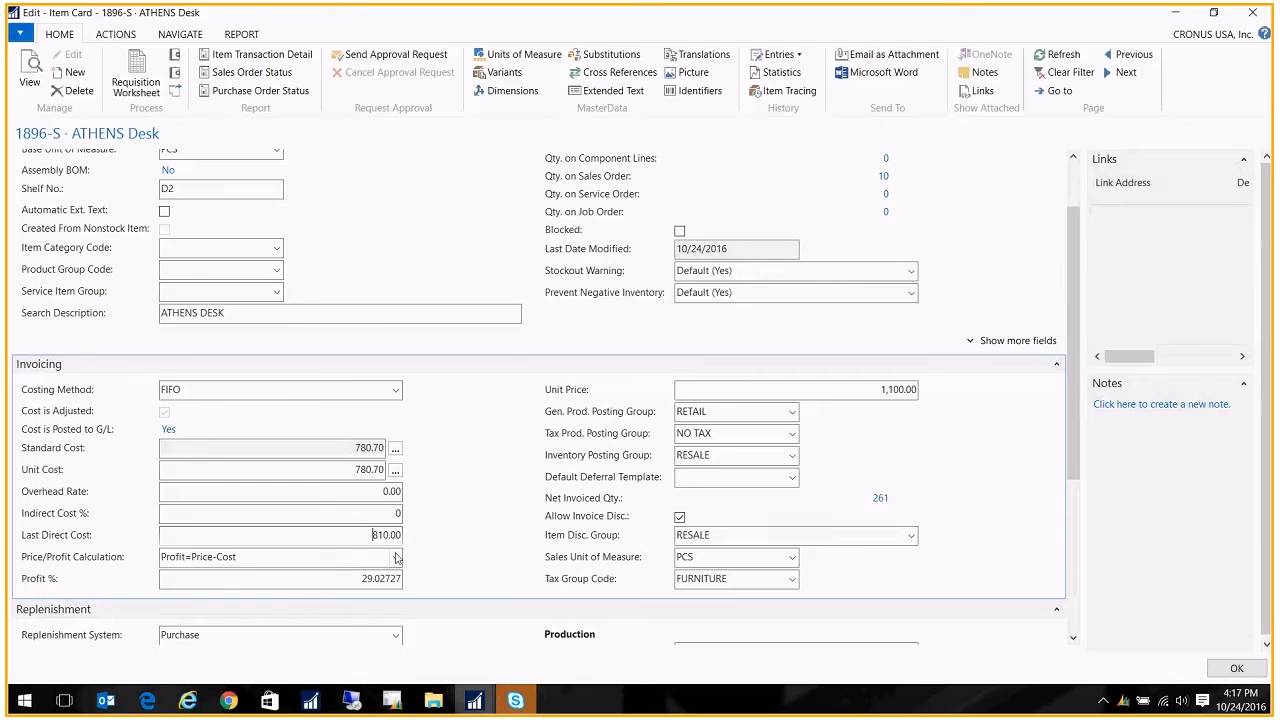 Edit - Item Card - 1896-S · ATHENS Desk
HOME ACTIONS NAVIGATE REPORT
CRONUS USA, Inc.
View
Edit
New
Delete
Manage
Requisition
Worksheet
Process
Item Transaction Detail
Sales Order Status
Purchase Order Status
Report
Send Approval Request
Cancel Approval Request
Request Approval
Units of Measure
Variants
Dimensions
Substitutions
Cross References
Extended Text
Translations
Picture
Identifiers
MasterData
Entries
Statistics
Item Tracing
History
Email as Attachment
Microsoft Word
Send To
OneNote
Notes
Links
Show Attached
Refresh
Clear Filter
Go to
Previous
Next
Page
1896-S · ATHENS Desk
Base Unit of Measure: PCS
Assembly BOM: No
Shelf No.: D2
Automatic Ext. Text:
Created From Nonstock Item:
Item Category Code:
Product Group Code:
Service Item Group:
Search Description: ATHENS DESK
Qty. on Component Lines: 0
Qty. on Sales Order: 10
Qty. on Service Order: 0
Qty. on Job Order: 0
Blocked:
Last Date Modified: 10/24/2016
Stockout Warning: Default (Yes)
Prevent Negative Inventory: Default (Yes)
Show more fields
Invoicing
Costing Method: FIFO
Cost is Adjusted:
Cost is Posted to G/L: Yes
Standard Cost: 780.70 ...
Unit Cost: 780.70 ...
Overhead Rate: 0.00
Indirect Cost %: 0
Last Direct Cost: 810.00
Price/Profit Calculation: Profit=Price-Cost
Profit %: 29.02727
Unit Price: 1,100.00
Gen. Prod. Posting Group: RETAIL
Tax Prod. Posting Group: NO TAX
Inventory Posting Group: RESALE
Default Deferral Template:
Net Invoiced Qty.: 261
Allow Invoice Disc.:
Item Disc. Group: RESALE
Sales Unit of Measure: PCS
Tax Group Code: FURNITURE
Replenishment
Replenishment System: Purchase
Production
Links
Link Address De
Notes
Click here to create a new note.
OK
4:17 PM
10/24/2016